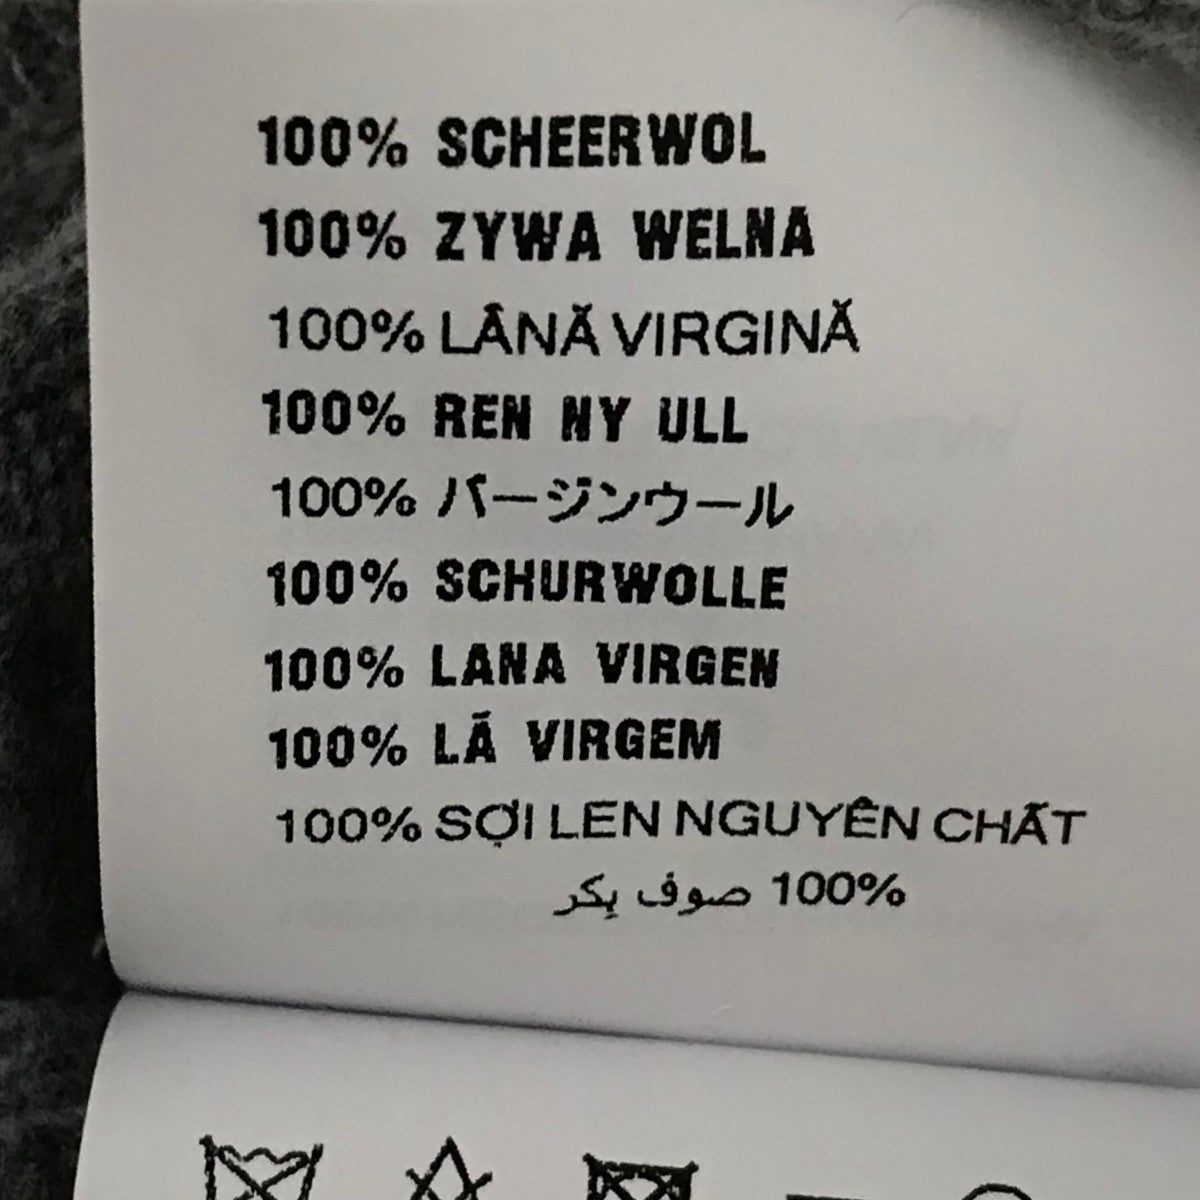 100% SCHEERWOL
100% ZYWA WELNA
100% LÂNĂ VIRGINĂ
100% REN NY ULL
100% バージンウール
100% SCHURWOLLE
100% LANA VIRGEN
100% LÃ VIRGEM
100% SỢI LEN NGUYÊN CHẤT
100% صوف بِكر